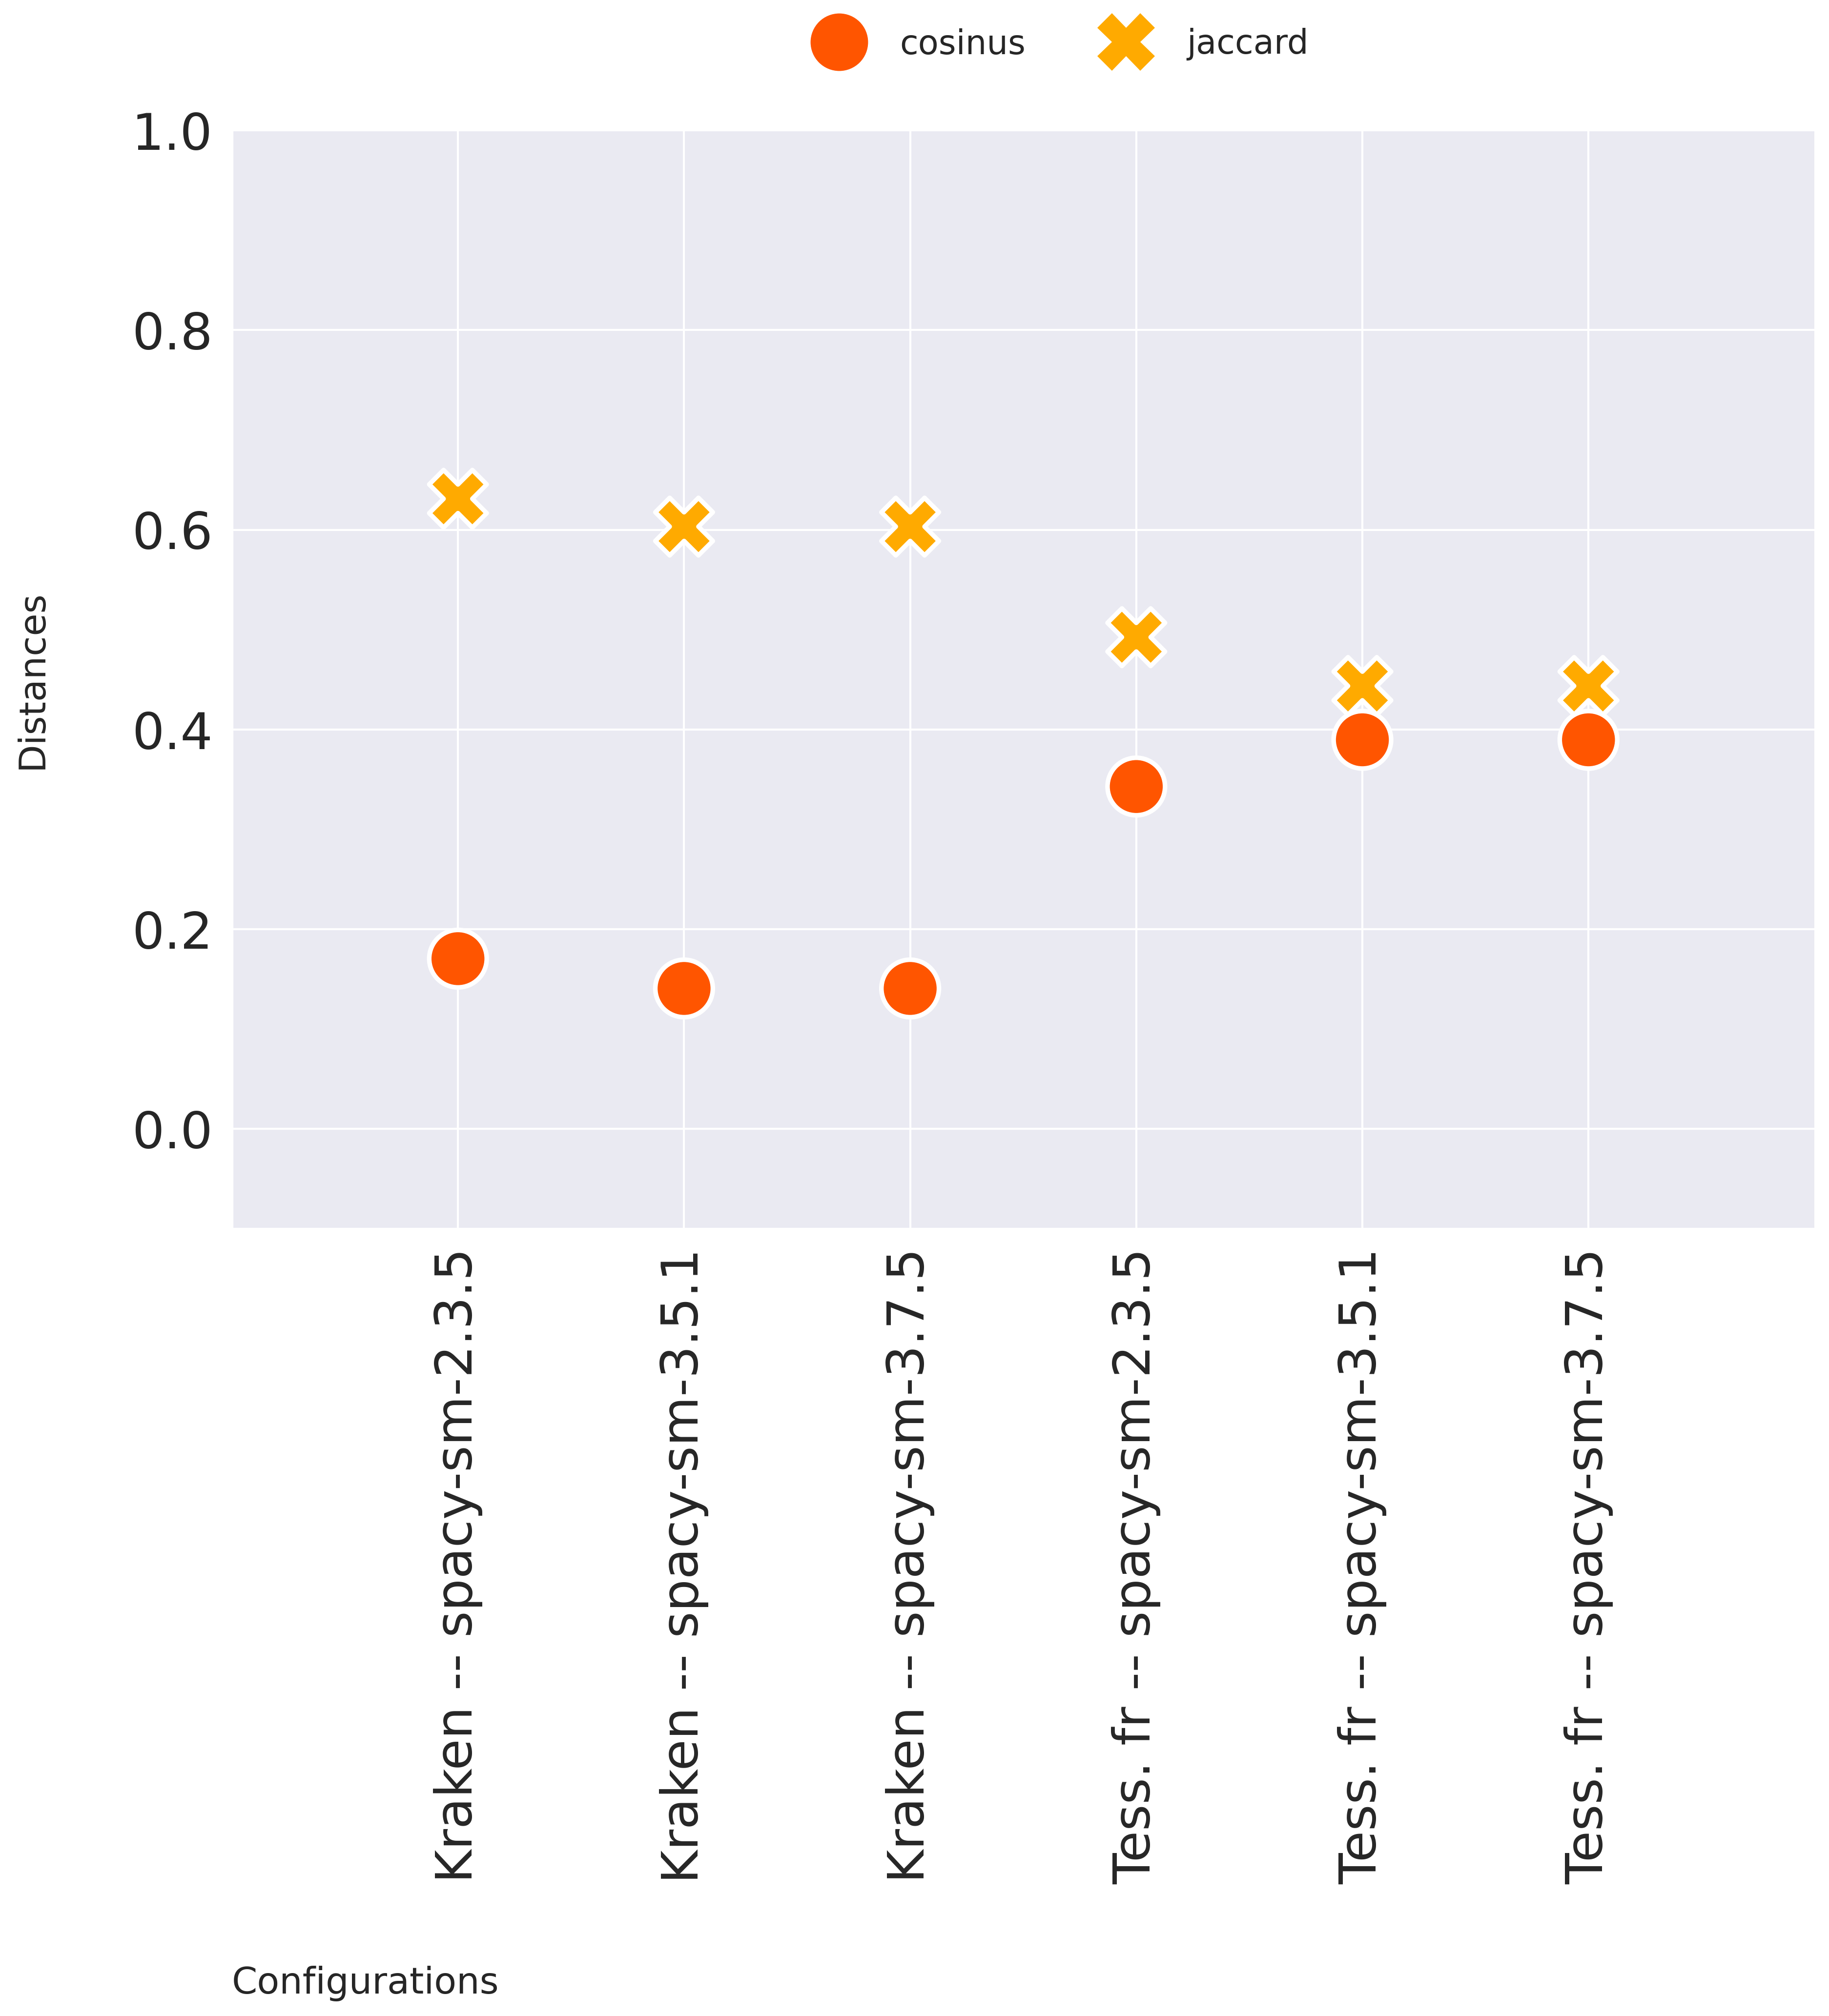 cosinus jaccard
1.0
0.8
0.6
0.4
0.2
0.0
Distances
Kraken -- spacy-sm-2.3.5
Kraken -- spacy-sm-3.5.1
Kraken -- spacy-sm-3.7.5
Tess. fr -- spacy-sm-2.3.5
Tess. fr -- spacy-sm-3.5.1
Tess. fr -- spacy-sm-3.7.5
Configurations